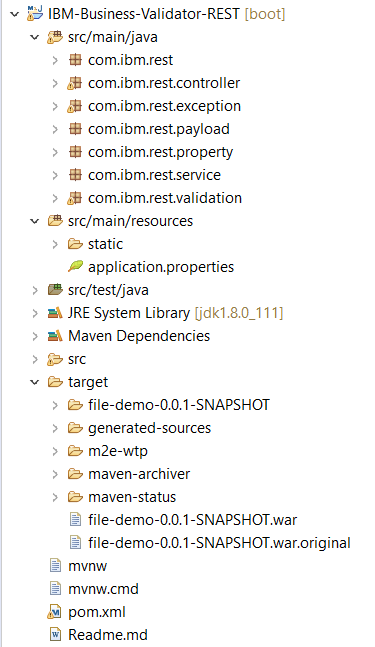 IBM-Business-Validator-REST [boot]
src/main/java
com.ibm.rest
com.ibm.rest.controller
com.ibm.rest.exception
com.ibm.rest.payload
com.ibm.rest.property
com.ibm.rest.service
com.ibm.rest.validation
src/main/resources
static
application.properties
src/test/java
JRE System Library [jdk1.8.0_111]
Maven Dependencies
src
target
file-demo-0.0.1-SNAPSHOT
generated-sources
m2e-wtp
maven-archiver
maven-status
file-demo-0.0.1-SNAPSHOT.war
file-demo-0.0.1-SNAPSHOT.war.original
mvnw
mvnw.cmd
pom.xml
Readme.md